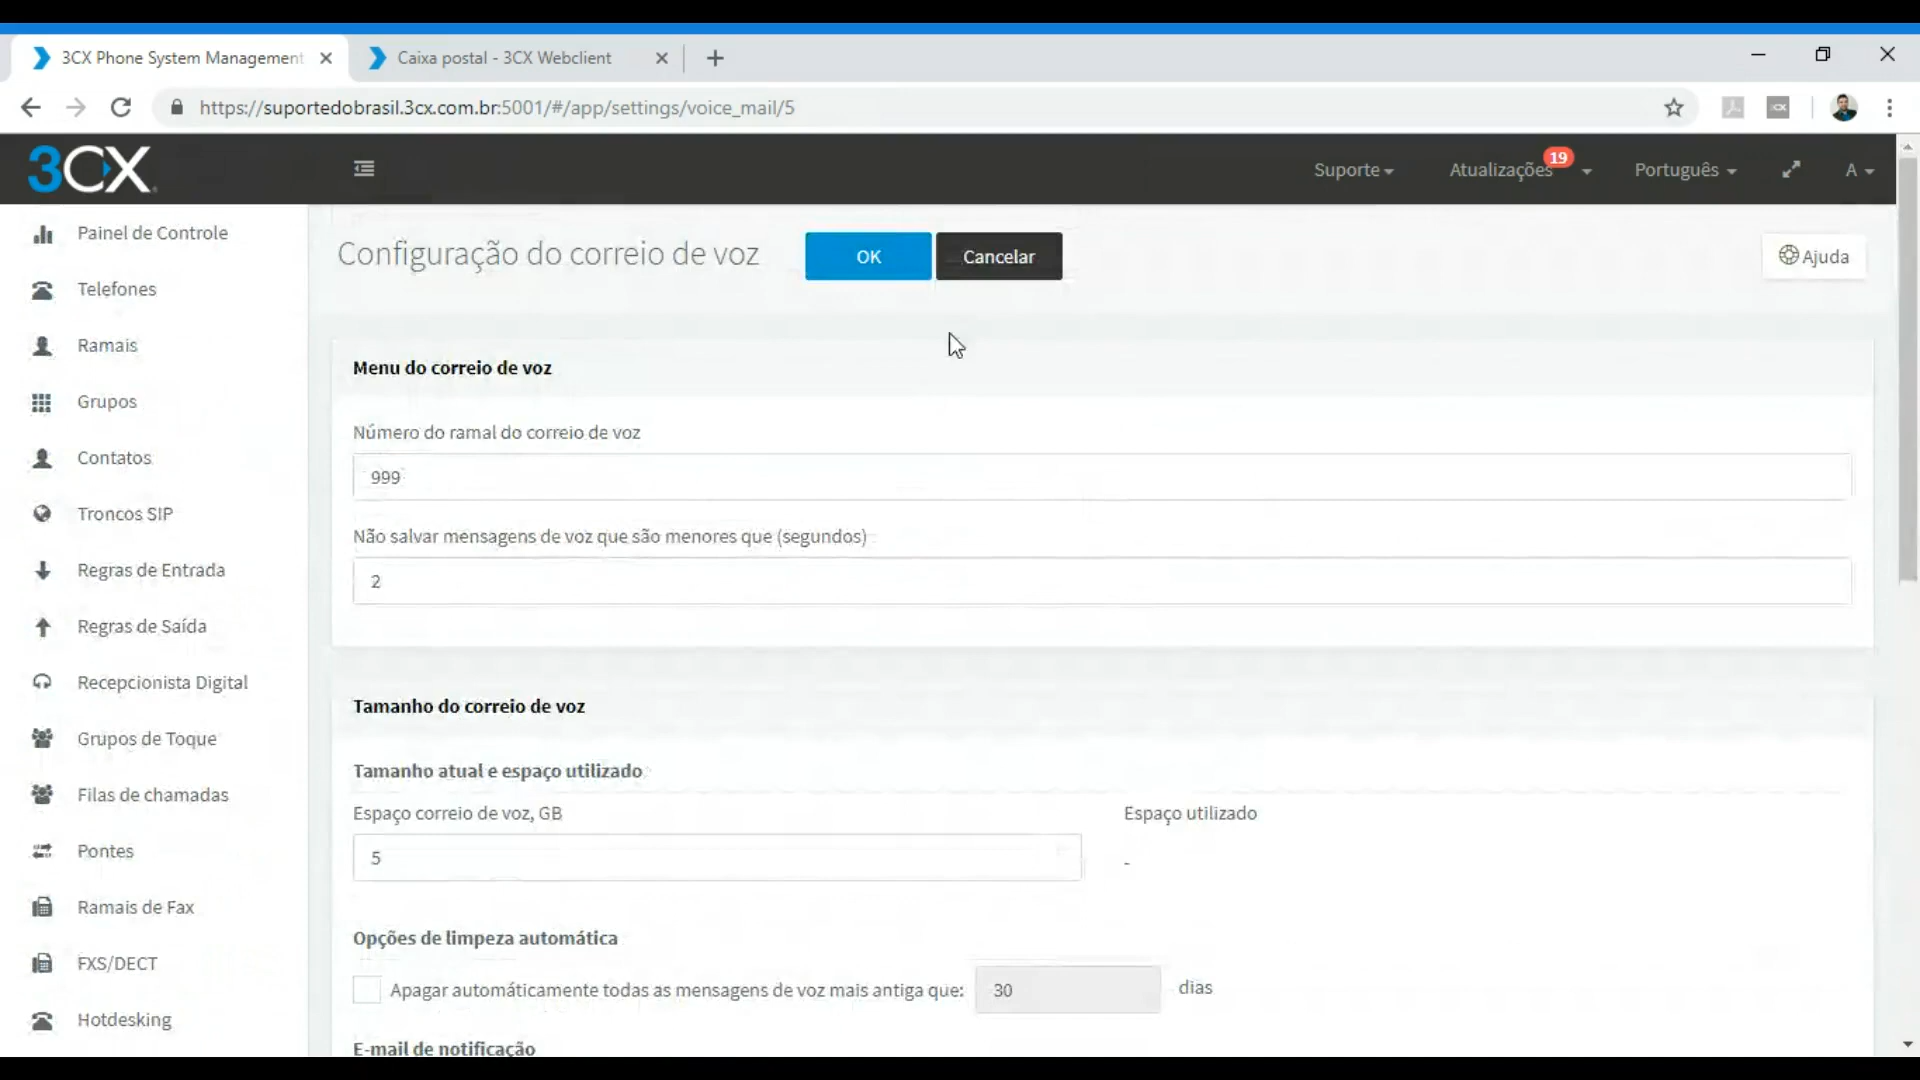 3CX Phone System Management
Caixa postal - 3CX Webclient
https://suportedobrasil.3cx.com.br:5001/#/app/settings/voice_mail/5
3CX
Suporte
Atualizações
19
Português
A
Painel de Controle
Telefones
Ramais
Grupos
Contatos
Troncos SIP
Regras de Entrada
Regras de Saída
Recepcionista Digital
Grupos de Toque
Filas de chamadas
Pontes
Ramais de Fax
FXS/DECT
Hotdesking
Configuração do correio de voz
OK
Cancelar
Ajuda
Menu do correio de voz
Número do ramal do correio de voz
999
Não salvar mensagens de voz que são menores que (segundos)
2
Tamanho do correio de voz
Tamanho atual e espaço utilizado
Espaço correio de voz, GB
Espaço utilizado
5
-
Opções de limpeza automática
Apagar automáticamente todas as mensagens de voz mais antiga que: 30 dias
E-mail de notificação